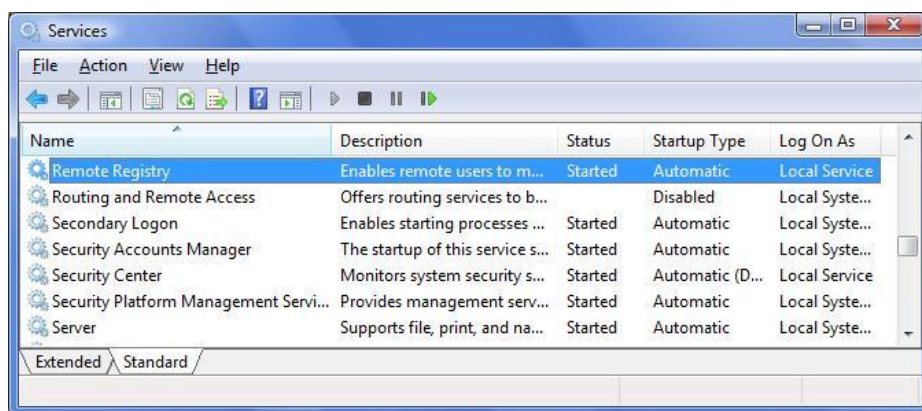 Services
File Action View Help
Name Description Status Startup Type Log On As
Remote Registry Enables remote users to m... Started Automatic Local Service
Routing and Remote Access Offers routing services to b... Disabled Local Syste...
Secondary Logon Enables starting processes ... Started Automatic Local Syste...
Security Accounts Manager The startup of this service s... Started Automatic Local Syste...
Security Center Monitors system security s... Started Automatic (D... Local Service
Security Platform Management Servi... Provides management serv... Started Automatic Local Syste...
Server Supports file, print, and na... Started Automatic Local Syste...
Extended Standard